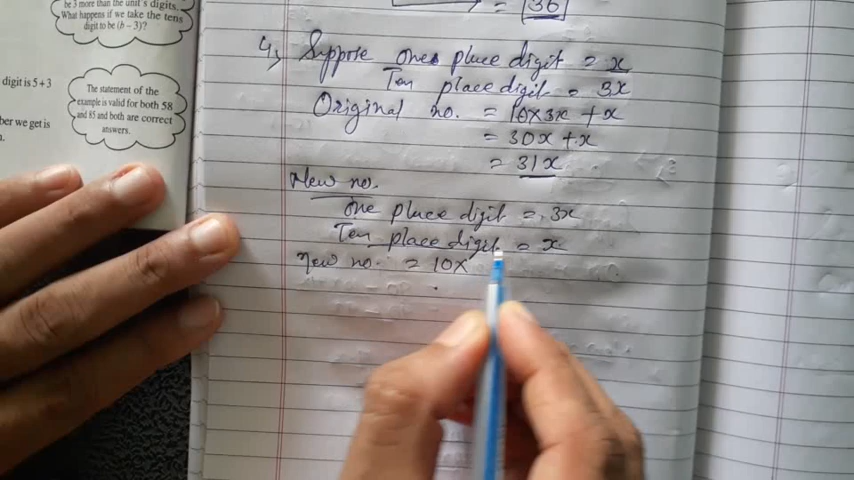 be 3 more than the unit's digits.
What happens if we take the tens
digit to be (b – 3)?
digit is 5 + 3
The statement of the
example is valid for both 58
and 85 and both are correct
answers.
ber we get is
= 36
4, Suppose ones place digit = x
Ten place digit = 3x
Original no. = 10×3x + x
= 30x + x
= 31x
New no.
One place digit = 3x
Ten place digit = x
New no. = 10x